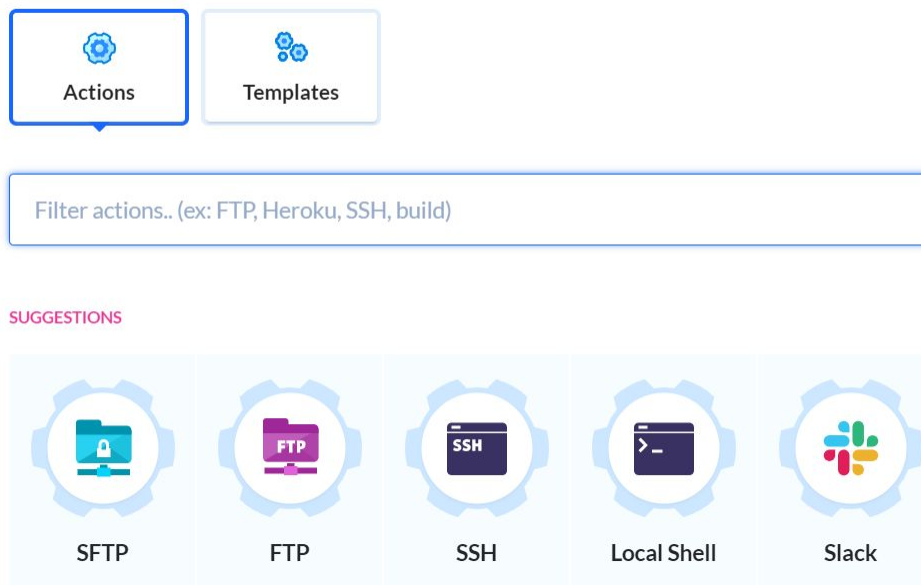 Actions Templates
Filter actions.. (ex: FTP, Heroku, SSH, build)
SUGGESTIONS
FTP SSH >_
SFTP FTP SSH Local Shell Slack